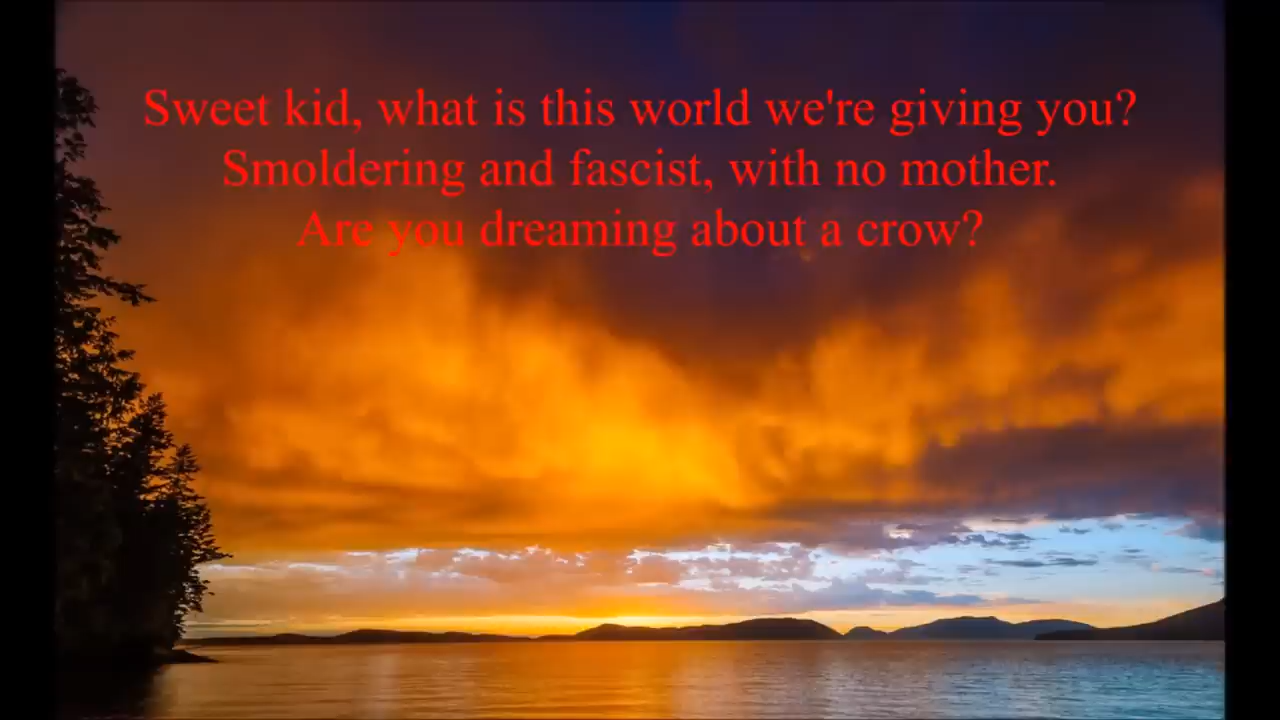 Sweet kid, what is this world we're giving you?
Smoldering and fascist, with no mother.
Are you dreaming about a crow?